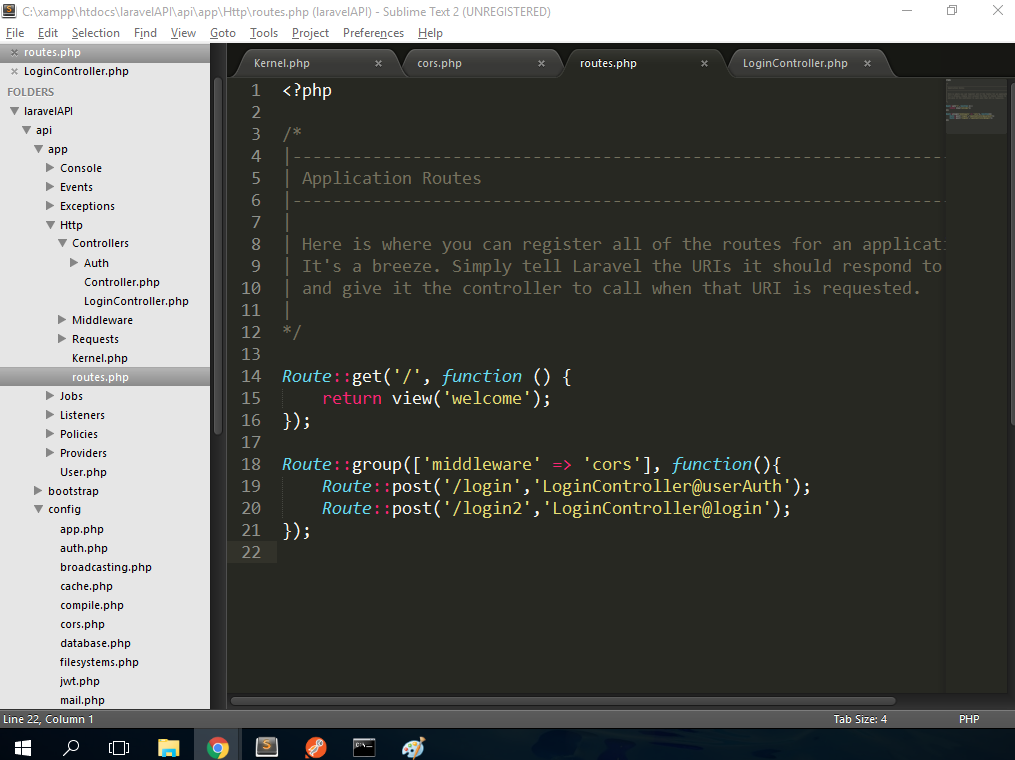 C:\xampp\htdocs\laravelAPI\api\app\Http\routes.php (laravelAPI) - Sublime Text 2 (UNREGISTERED)
File Edit Selection Find View Goto Tools Project Preferences Help
routes.php
LoginController.php
FOLDERS
laravelAPI
api
app
Console
Events
Exceptions
Http
Controllers
Auth
Controller.php
LoginController.php
Middleware
Requests
Kernel.php
routes.php
Jobs
Listeners
Policies
Providers
User.php
bootstrap
config
app.php
auth.php
broadcasting.php
cache.php
compile.php
cors.php
database.php
filesystems.php
jwt.php
mail.php
Kernel.php × cors.php × routes.php × LoginController.php ×
1 <?php
2
3 /*
4 |------------------------------------------------------------------
5 | Application Routes
6 |------------------------------------------------------------------
7 |
8 | Here is where you can register all of the routes for an applicati
9 | It's a breeze. Simply tell Laravel the URIs it should respond to
10 | and give it the controller to call when that URI is requested.
11 |
12 */
13
14 Route::get('/', function () {
15     return view('welcome');
16 });
17
18 Route::group(['middleware' => 'cors'], function(){
19     Route::post('/login','LoginController@userAuth');
20     Route::post('/login2','LoginController@login');
21 });
22
Line 22, Column 1 Tab Size: 4 PHP